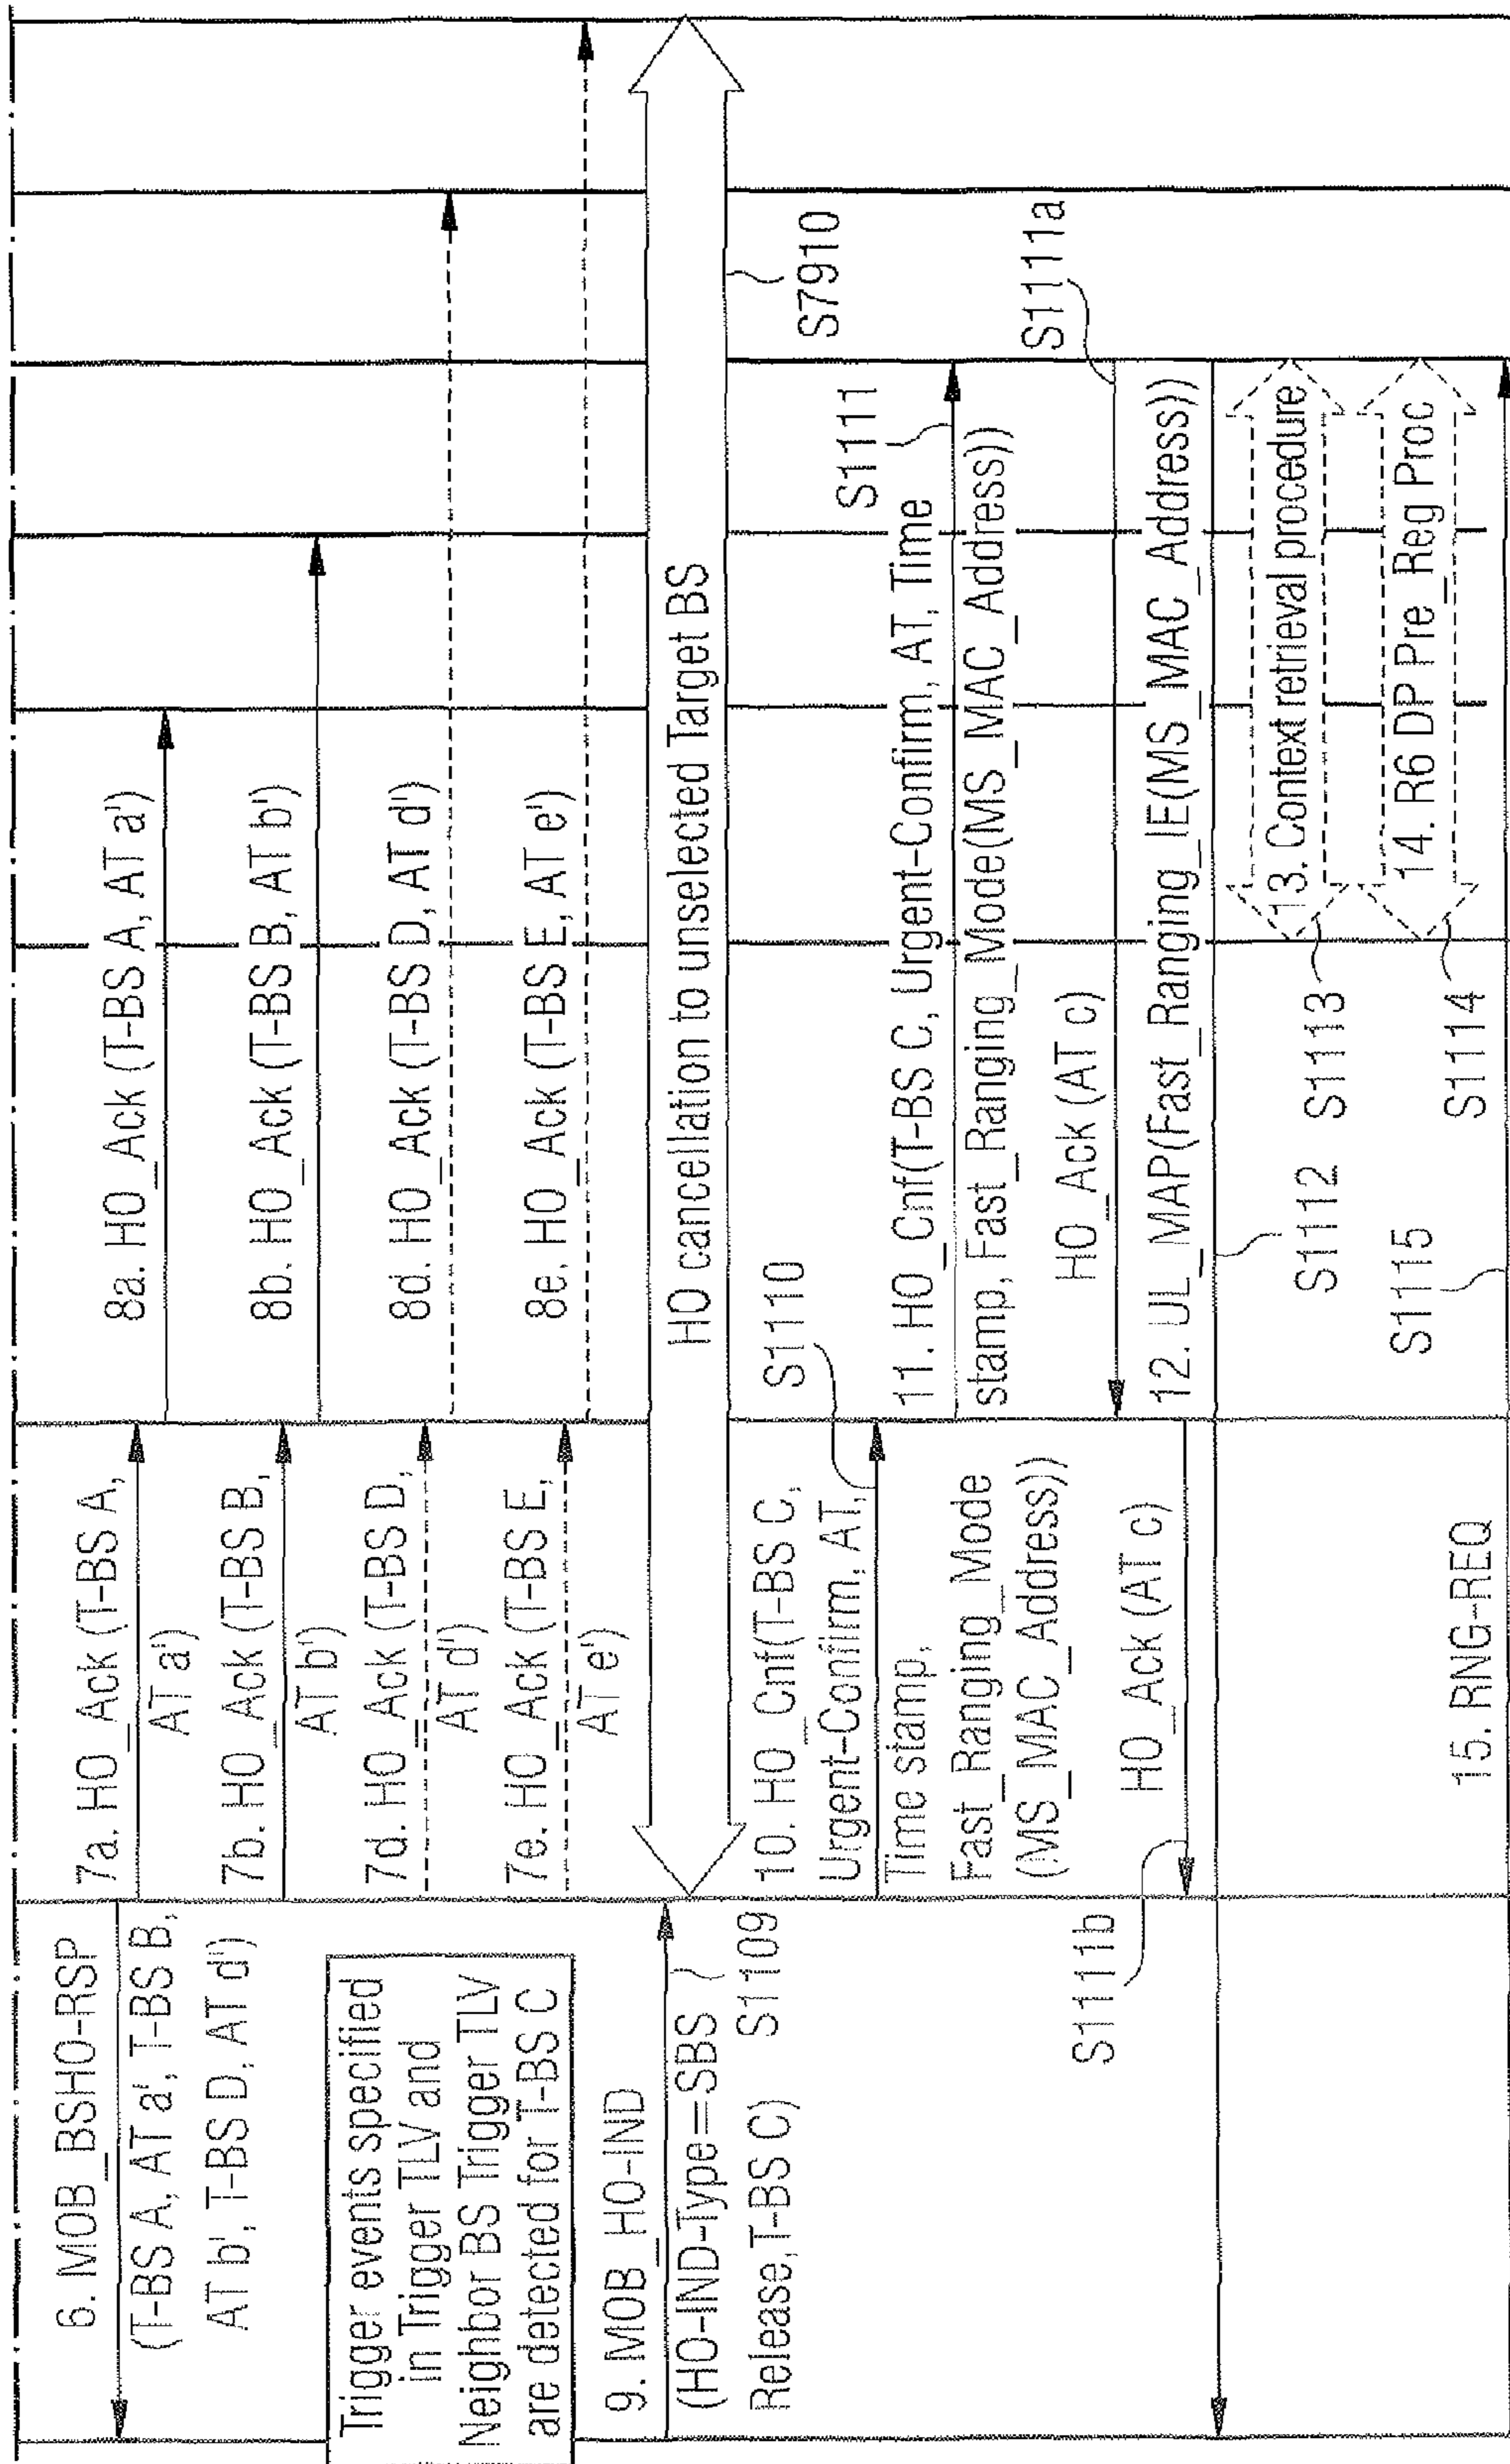 6. MOB_BSHO-RSP
(T-BS A, AT a', T-BS B,
AT b', T-BS D, AT d')
7a. HO_Ack (T-BS A,
AT a')
8a. HO_Ack (T-BS A, AT a')
7b. HO_Ack (T-BS B,
AT b')
8b. HO_Ack (T-BS B, AT b')
7d. HO_Ack (T-BS D,
AT d')
8d. HO_Ack (T-BS D, AT d')
7e. HO_Ack (T-BS E,
AT e')
8e. HO_Ack (T-BS E, AT e')
Trigger events specified
in Trigger TLV and
Neighbor BS Trigger TLV
are detected for T-BS C
9. MOB_HO-IND
(HO-IND-Type==SBS
Release,T-BS C)
S1109
HO cancellation to unselected Target BS
S7910
10. HO_Cnf(T-BS C,
Urgent-Confirm, AT,
Time stamp,
Fast_Ranging_Mode
(MS_MAC_Address))
S1110
11. HO_Cnf(T-BS C, Urgent-Confirm, AT, Time
stamp, Fast_Ranging_Mode(MS_MAC_Address))
S1111
HO_Ack (AT c)
S1111a
HO_Ack (AT c)
S1111b
12. UL_MAP(Fast_Ranging_IE(MS_MAC_Address))
S1112
13. Context retrieval procedure
S1113
14. R6 DP Pre_Reg Proc
S1114
15. RNG-REQ
S1115